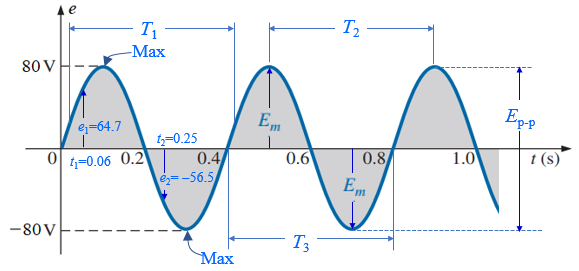 e
T1
T2
Max
80 V
e1=64.7
Em
Ep-p
t2=0.25
0
t1=0.06
0.2
0.4
0.6
0.8
1.0
t (s)
e2= −56.5
Em
−80 V
T3
Max